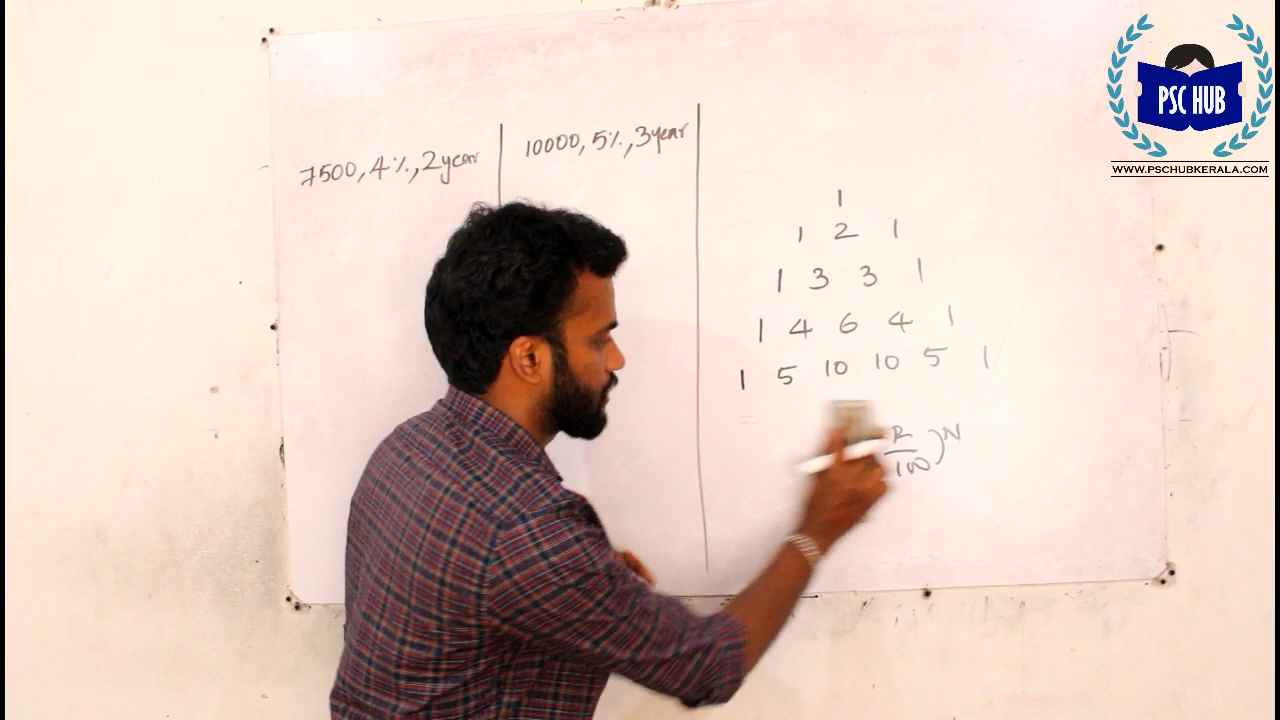 7500, 4%, 2year
10000, 5%, 3year
1
1 2 1
1 3 3 1
1 4 6 4 1
1 5 10 10 5 1
R
100
)N
PSC HUB
WWW.PSCHUBKERALA.COM